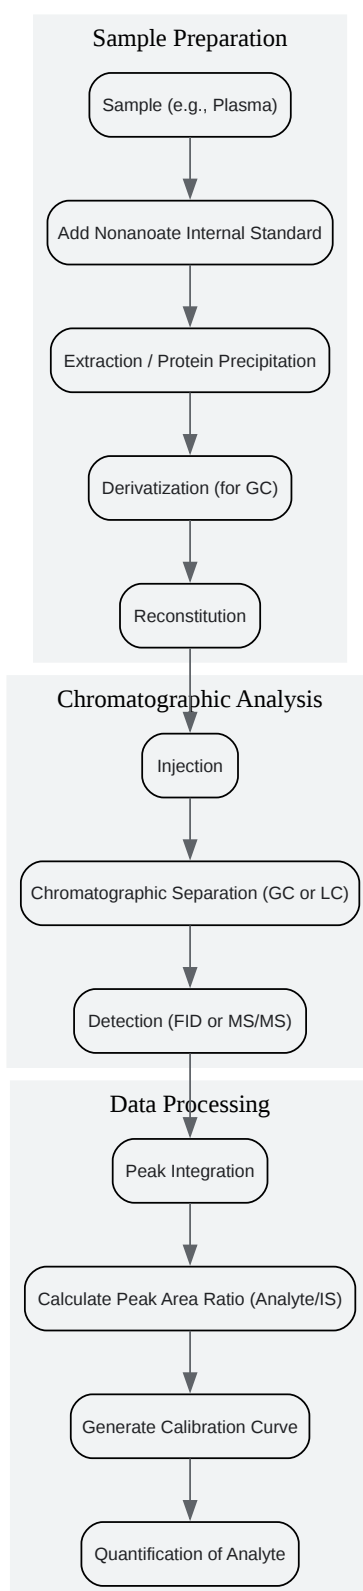 Sample Preparation
Sample (e.g., Plasma)
Add Nonanoate Internal Standard
Extraction / Protein Precipitation
Derivatization (for GC)
Reconstitution
Chromatographic Analysis
Injection
Chromatographic Separation (GC or LC)
Detection (FID or MS/MS)
Data Processing
Peak Integration
Calculate Peak Area Ratio (Analyte/IS)
Generate Calibration Curve
Quantification of Analyte